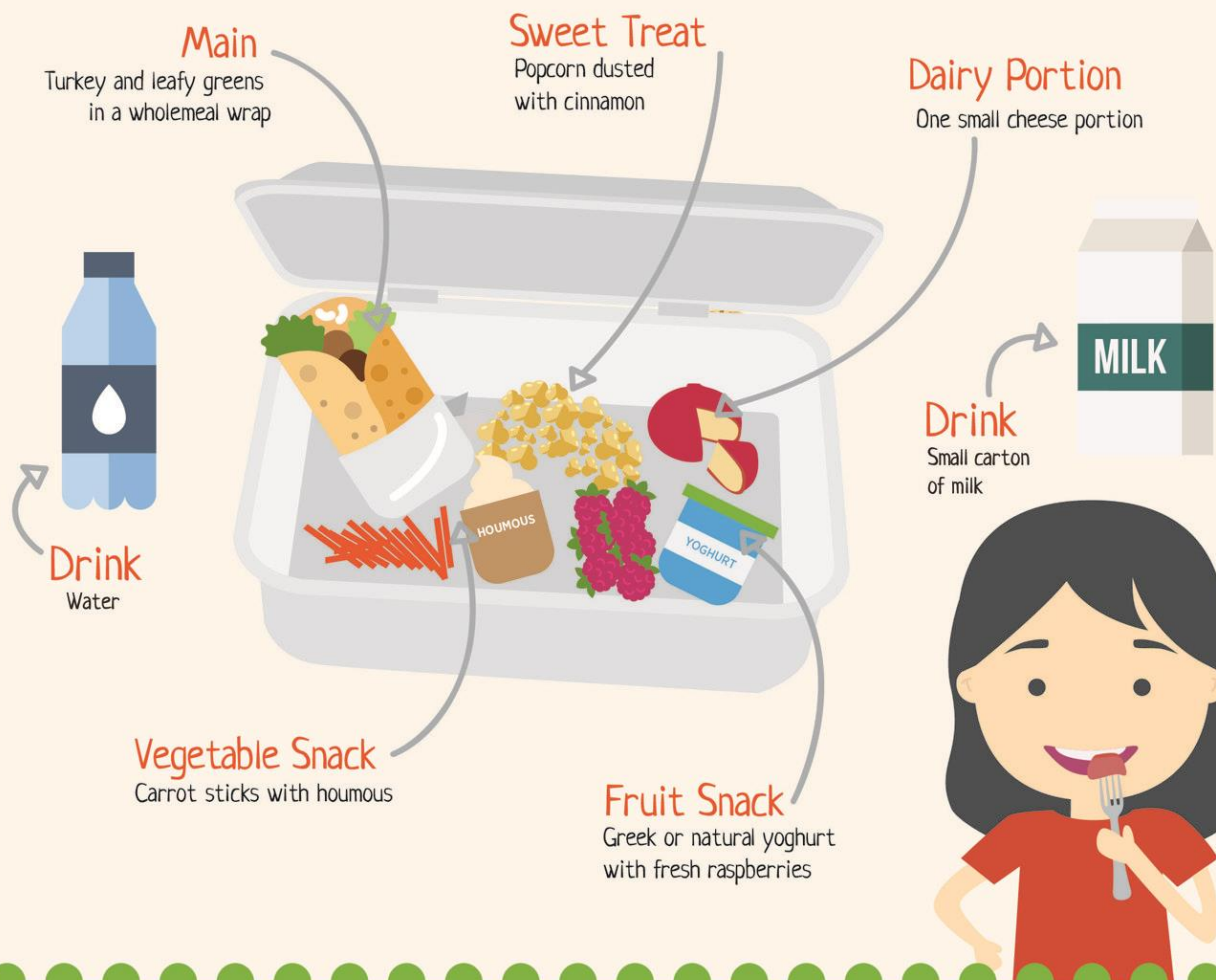 Main
Turkey and leafy greens
in a wholemeal wrap
Sweet Treat
Popcorn dusted
with cinnamon
Dairy Portion
One small cheese portion
MILK
Drink
Small carton
of milk
HOUMOUS
YOGHURT
Drink
Water
Vegetable Snack
Carrot sticks with houmous
Fruit Snack
Greek or natural yoghurt
with fresh raspberries